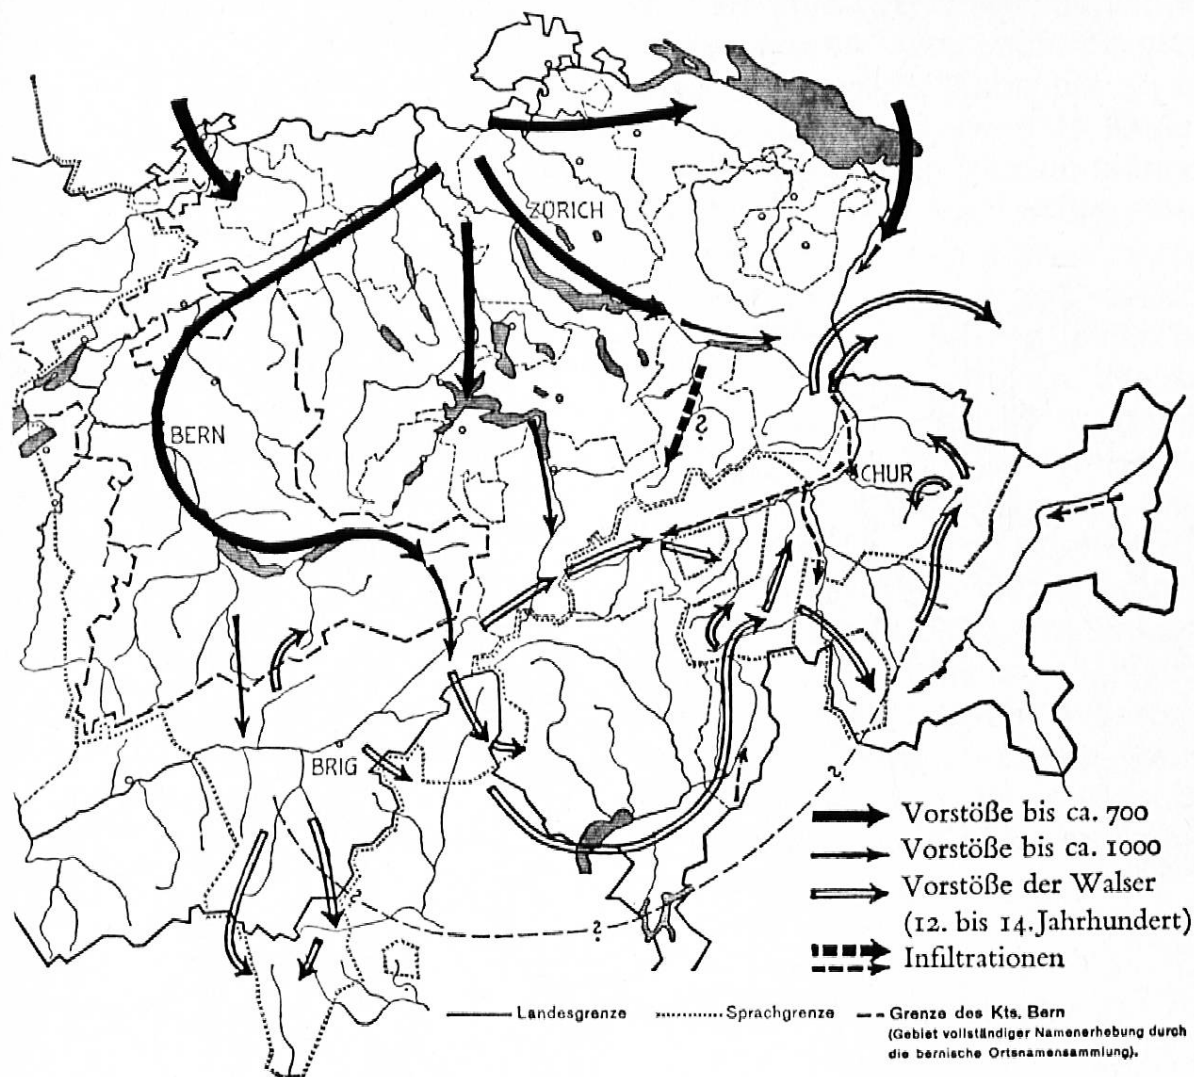 ZÜRICH
BERN
?
CHUR
BRIG
?
?
Vorstöße bis ca. 700
Vorstöße bis ca. 1000
Vorstöße der Walser
(12. bis 14. Jahrhundert)
Infiltrationen
Landesgrenze
Sprachgrenze
Grenze des Kts. Bern
(Gebiet vollständiger Namenerhebung durch
die bernische Ortsnamensammlung).